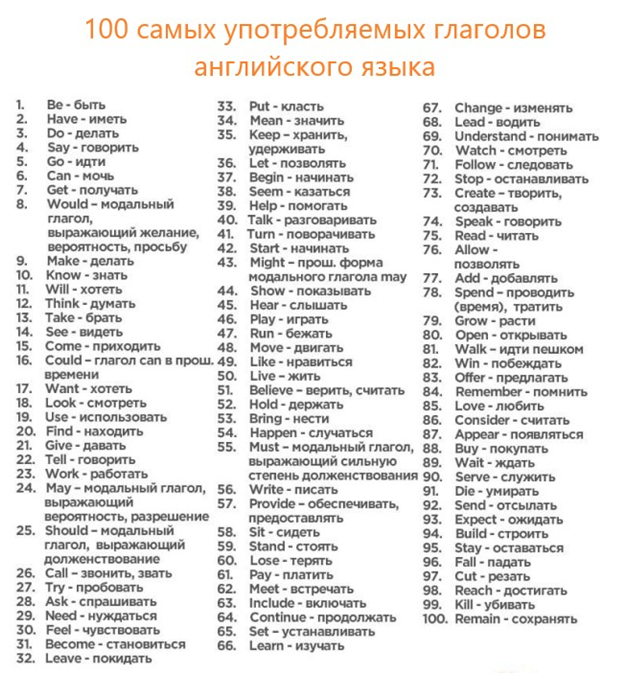 100 самых употребляемых глаголов
английского языка
1. Be - быть
2. Have - иметь
3. Do - делать
4. Say - говорить
5. Go - идти
6. Can - мочь
7. Get - получать
8. Would – модальный
глагол,
выражающий желание,
вероятность, просьбу
9. Make - делать
10. Know - знать
11. Will - хотеть
12. Think - думать
13. Take - брать
14. See - видеть
15. Come - приходить
16. Could – глагол can в прош.
времени
17. Want - хотеть
18. Look - смотреть
19. Use - использовать
20. Find - находить
21. Give - давать
22. Tell - говорить
23. Work - работать
24. May – модальный глагол,
выражающий
вероятность, разрешение
25. Should – модальный
глагол, выражающий
долженствование
26. Call – звонить, звать
27. Try - пробовать
28. Ask - спрашивать
29. Need - нуждаться
30. Feel - чувствовать
31. Become - становиться
32. Leave - покидать
33. Put - класть
34. Mean - значить
35. Keep – хранить,
удерживать
36. Let - позволять
37. Begin - начинать
38. Seem - казаться
39. Help - помогать
40. Talk - разговаривать
41. Turn - поворачивать
42. Start - начинать
43. Might – прош. форма
модального глагола may
44. Show - показывать
45. Hear - слышать
46. Play - играть
47. Run - бежать
48. Move - двигать
49. Like - нравиться
50. Live – жить
51. Believe – верить, считать
52. Hold - держать
53. Bring - нести
54. Happen - случаться
55. Must – модальный глагол,
выражающий сильную
степень долженствования
56. Write - писать
57. Provide – обеспечивать,
предоставлять
58. Sit - сидеть
59. Stand - стоять
60. Lose - терять
61. Pay - платить
62. Meet - встречать
63. Include - включать
64. Continue - продолжать
65. Set – устанавливать
66. Learn - изучать
67. Change - изменять
68. Lead - водить
69. Understand - понимать
70. Watch - смотреть
71. Follow - следовать
72. Stop - останавливать
73. Create – творить,
создавать
74. Speak - говорить
75. Read - читать
76. Allow -
позволять
77. Add - добавлять
78. Spend – проводить
(время), тратить
79. Grow - расти
80. Open - открывать
81. Walk – идти пешком
82. Win - побеждать
83. Offer - предлагать
84. Remember - помнить
85. Love - любить
86. Consider - считать
87. Appear - появляться
88. Buy - покупать
89. Wait - ждать
90. Serve - служить
91. Die - умирать
92. Send - отсылать
93. Expect - ожидать
94. Build - строить
95. Stay - оставаться
96. Fall - падать
97. Cut - резать
98. Reach - достигать
99. Kill - убивать
100. Remain - сохранять